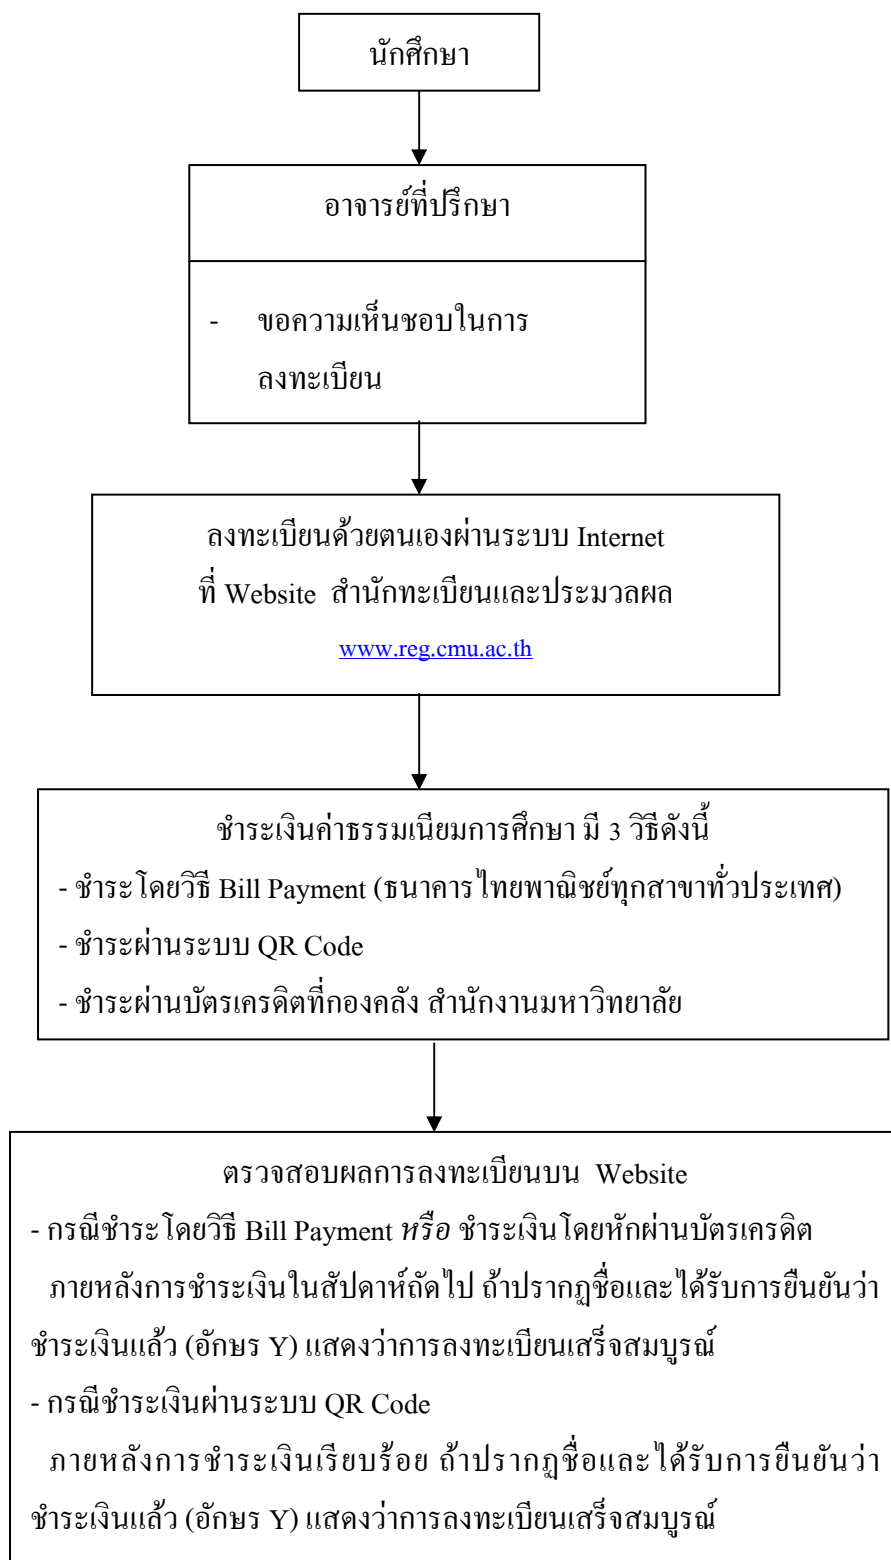 นักศึกษา
อาจารย์ที่ปรึกษา
- ขอความเห็นชอบในการ
ลงทะเบียน
ลงทะเบียนด้วยตนเองผ่านระบบ Internet
ที่ Website สำนักทะเบียนและประมวลผล
www.reg.cmu.ac.th
ชำระเงินค่าธรรมเนียมการศึกษา มี 3 วิธีดังนี้
- ชำระโดยวิธี Bill Payment (ธนาคารไทยพาณิชย์ทุกสาขาทั่วประเทศ)
- ชำระผ่านระบบ QR Code
- ชำระผ่านบัตรเครดิตที่กองคลัง สำนักงานมหาวิทยาลัย
ตรวจสอบผลการลงทะเบียนบน Website
- กรณีชำระโดยวิธี Bill Payment หรือ ชำระเงินโดยหักผ่านบัตรเครดิต
ภายหลังการชำระเงินในสัปดาห์ถัดไป ถ้าปรากฏชื่อและได้รับการยืนยันว่า
ชำระเงินแล้ว (อักษร Y) แสดงว่าการลงทะเบียนเสร็จสมบูรณ์
- กรณีชำระเงินผ่านระบบ QR Code
ภายหลังการชำระเงินเรียบร้อย ถ้าปรากฏชื่อและได้รับการยืนยันว่า
ชำระเงินแล้ว (อักษร Y) แสดงว่าการลงทะเบียนเสร็จสมบูรณ์